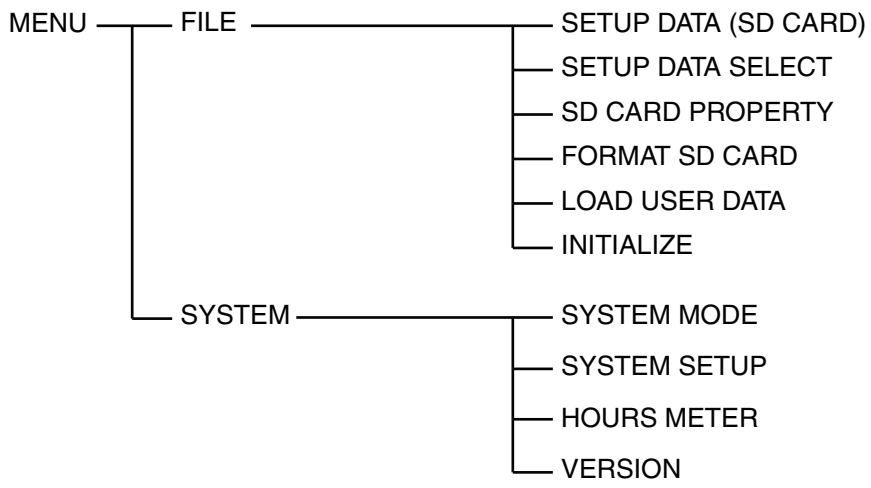 MENU FILE SETUP DATA (SD CARD)
SETUP DATA SELECT
SD CARD PROPERTY
FORMAT SD CARD
LOAD USER DATA
INITIALIZE
SYSTEM SYSTEM MODE
SYSTEM SETUP
HOURS METER
VERSION